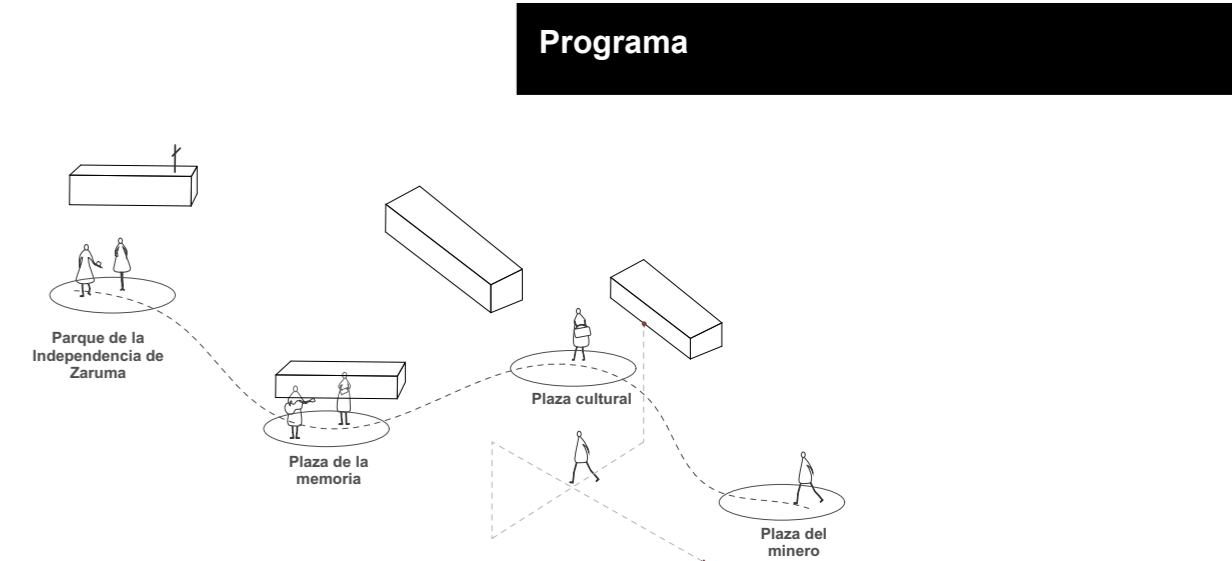 Programa
Parque de la
Independencia de
Zaruma
Plaza cultural
Plaza de la
memoria
Plaza del
minero